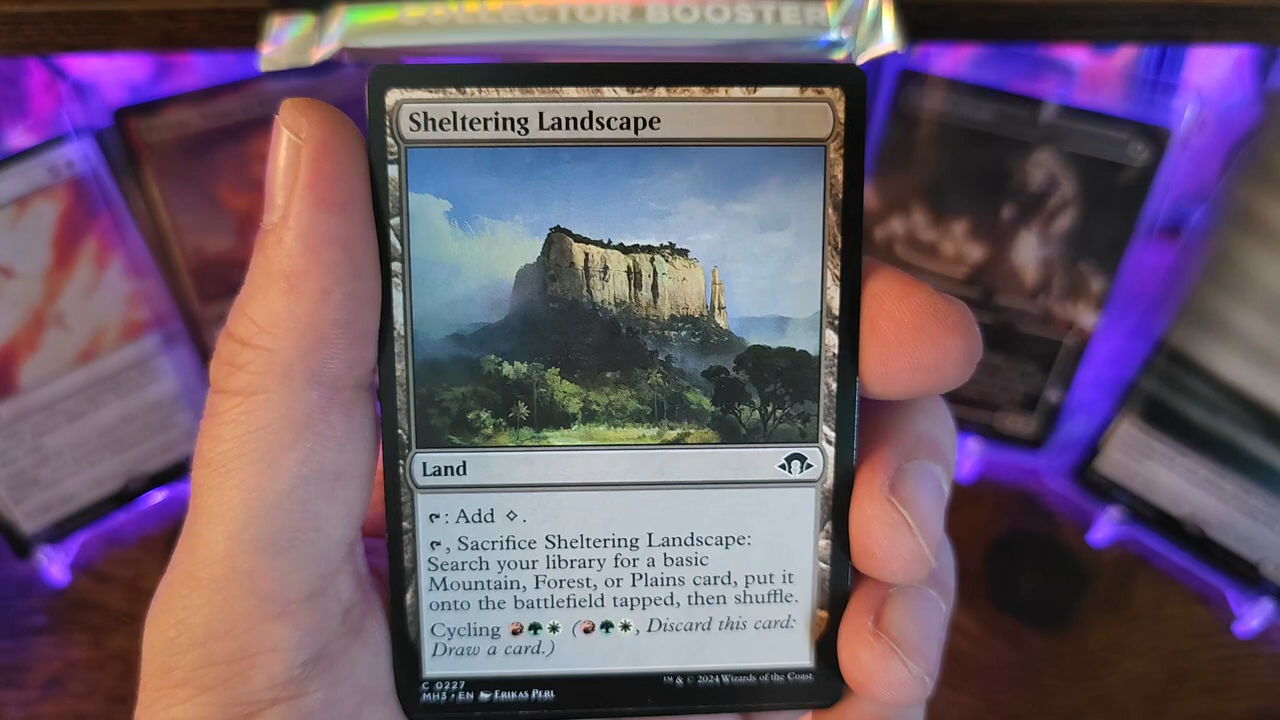 COLLECTOR BOOSTER
Sheltering Landscape
Land
: Add .
, Sacrifice Sheltering Landscape:
Search your library for a basic
Mountain, Forest, or Plains card, put it
onto the battlefield tapped, then shuffle.
Cycling (, Discard this card:
Draw a card.)
C 0227
MH3 • EN Erikas Perl
™ & © 2024 Wizards of the Coast